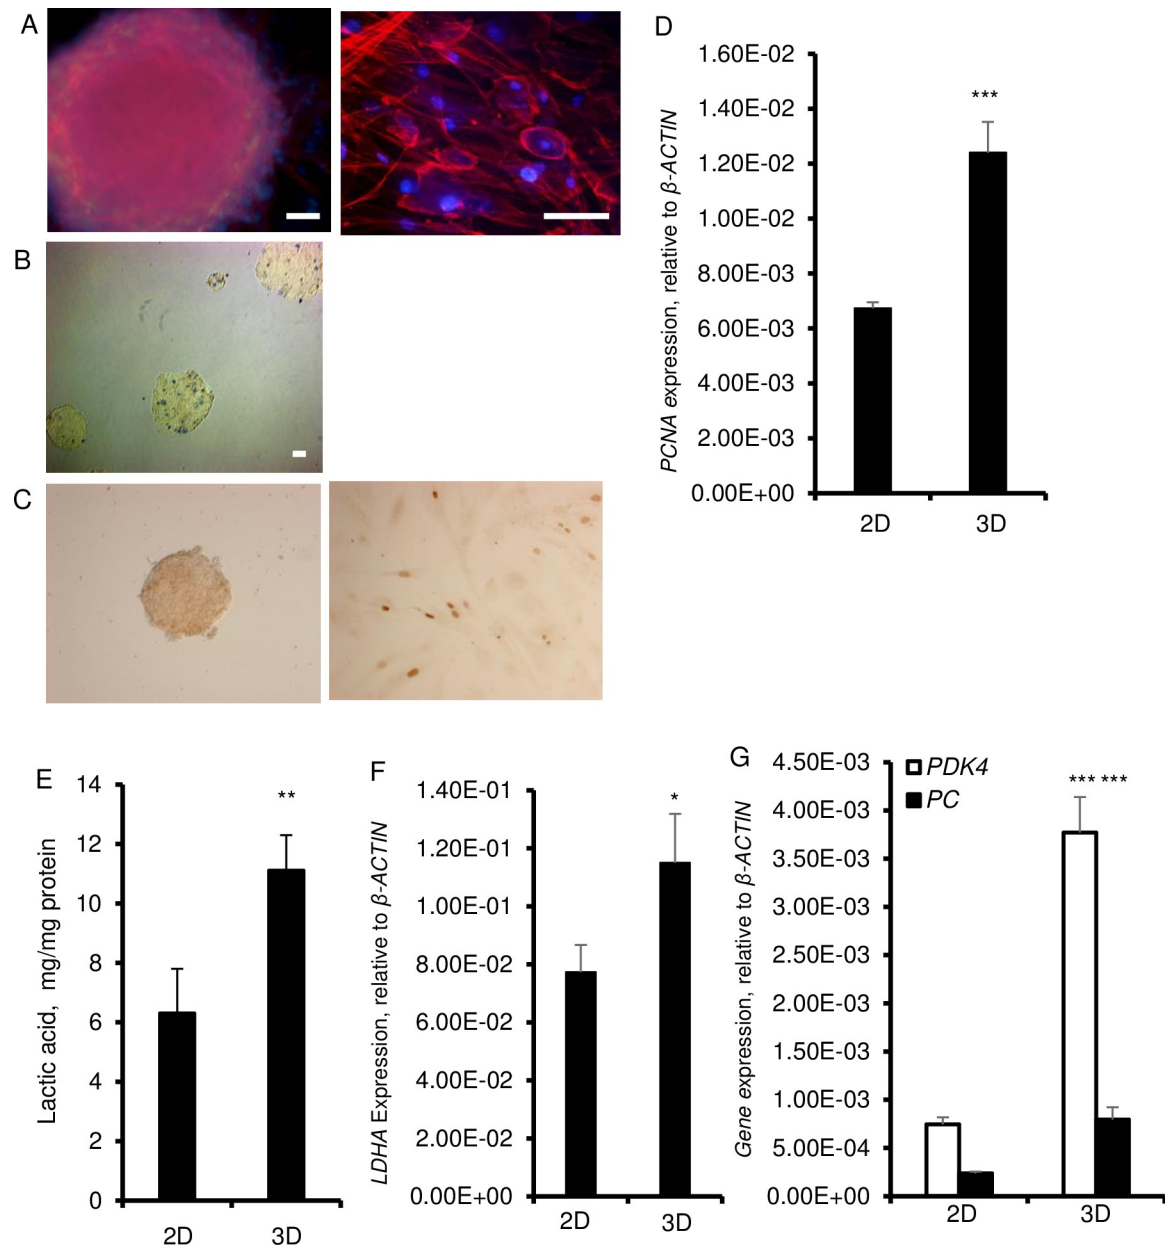 A
B
C
D
PCNA expression, relative to β-ACTIN
1.60E-02
1.40E-02
1.20E-02
1.00E-02
8.00E-03
6.00E-03
4.00E-03
2.00E-03
0.00E+00
***
2D
3D
E
Lactic acid, mg/mg protein
14
12
10
8
6
4
2
0
**
2D
3D
F
LDHA Expression, relative to β-ACTIN
1.40E-01
1.20E-01
1.00E-01
8.00E-02
6.00E-02
4.00E-02
2.00E-02
0.00E+00
*
2D
3D
G
Gene expression, relative to β-ACTIN
4.50E-03
4.00E-03
3.50E-03
3.00E-03
2.50E-03
2.00E-03
1.50E-03
1.00E-03
5.00E-04
0.00E+00
PDK4
PC
*** ***
2D
3D